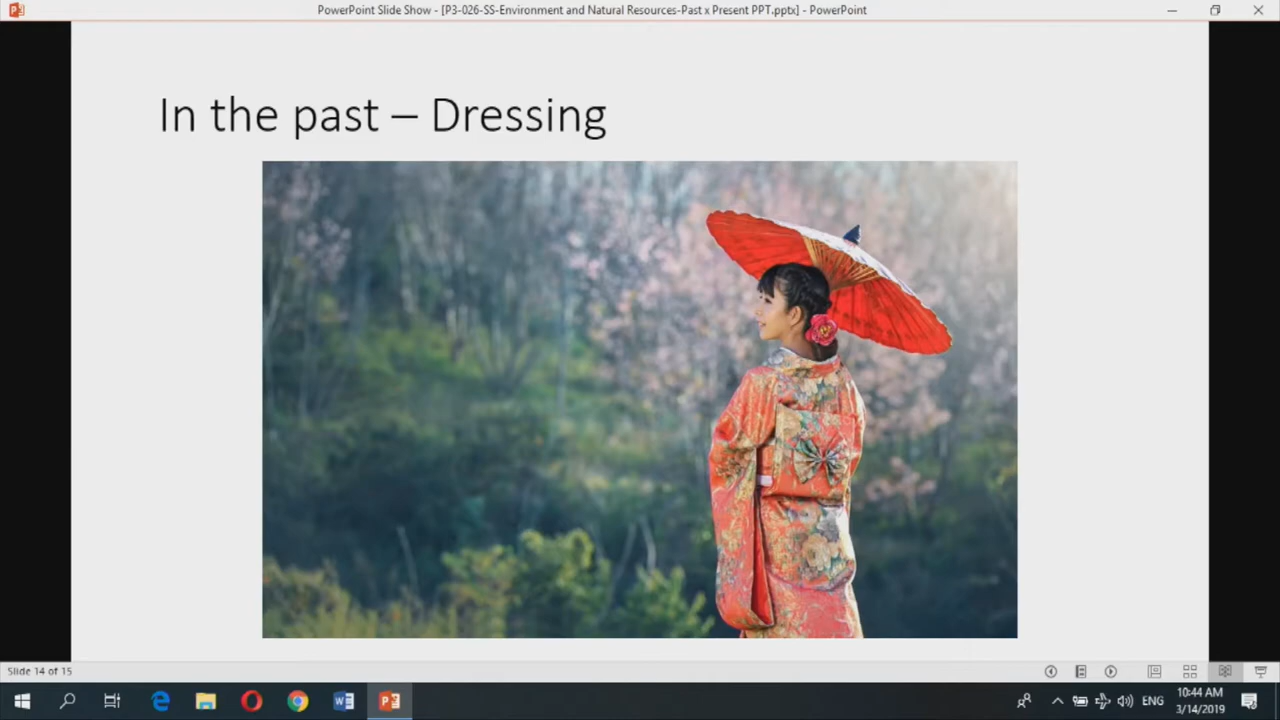 PowerPoint Slide Show - [P3-026-SS-Environment and Natural Resources-Past x Present PPT.pptx] - PowerPoint
In the past – Dressing
Slide 14 of 15
ENG
10:44 AM
3/14/2019